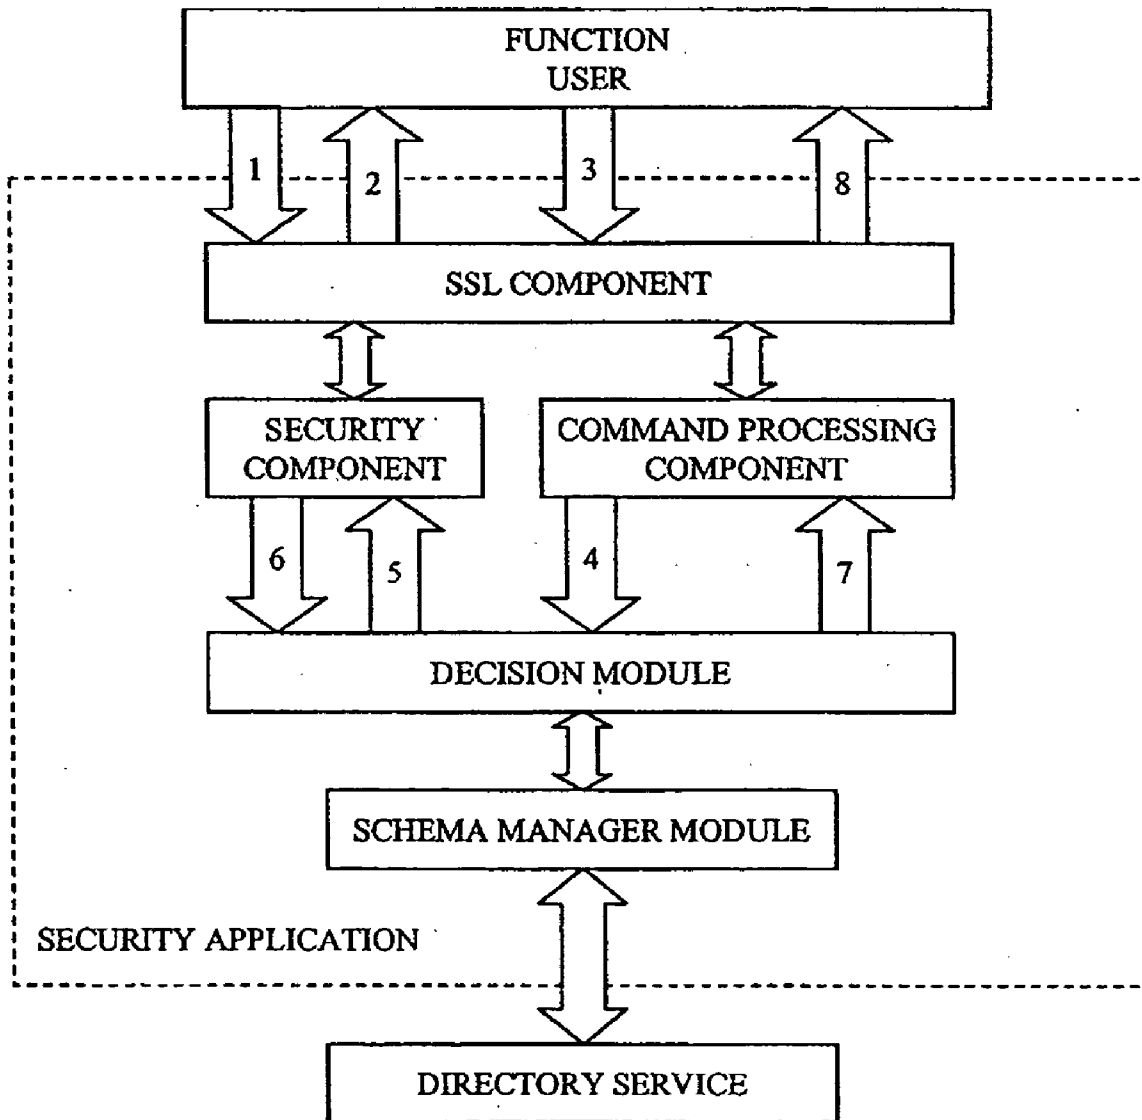 FUNCTION
USER
1
2
3
8
SSL COMPONENT
SECURITY
COMPONENT
COMMAND PROCESSING
COMPONENT
6
5
4
7
DECISION MODULE
SCHEMA MANAGER MODULE
SECURITY APPLICATION
DIRECTORY SERVICE